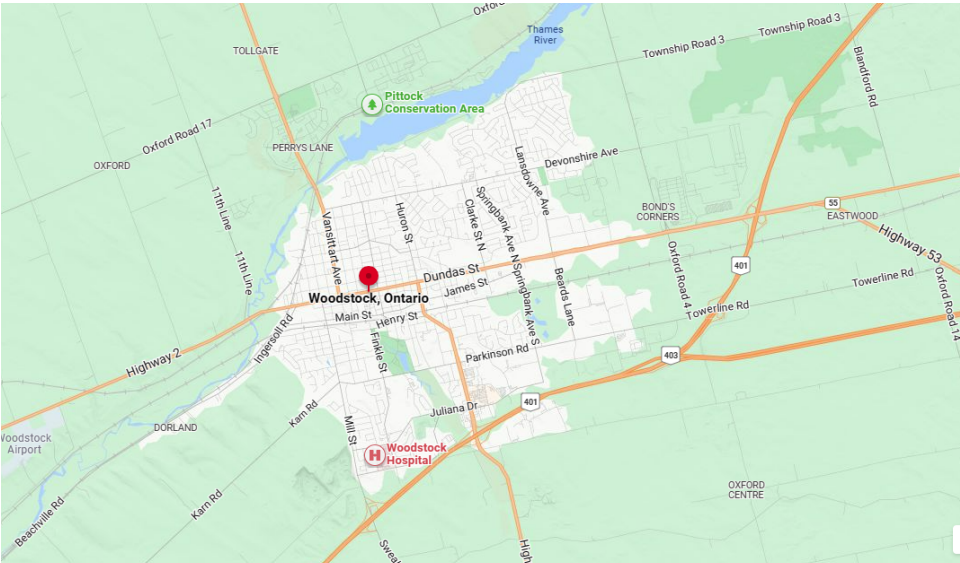 Oxfor
Thames
River
TOLLGATE
Township Road 3
Township Road 3
Blandford Rd
Pittock
Conservation Area
Oxford Road 17
PERRYS LANE
OXFORD
Lansdowne Ave
Devonshire Ave
11th Line
Vansittart Ave
Huron St
Clarke St N
Springbank Ave N
BOND'S
CORNERS
55
EASTWOOD
Highway 53
11th Line
401
Dundas St
James St
Beards Lane
Oxford Road 4
Towerline Rd
Oxford Road 14
Woodstock, Ontario
Springbank Ave S
Towerline Rd
Main St
Henry St
Ingersoll Rd
Finkle St
Highway 2
Parkinson Rd
403
401
Juliana Dr
Karn Rd
Mill St
DORLAND
Woodstock
Airport
H
Woodstock
Hospital
Karn Rd
OXFORD
CENTRE
Beachville Rd
Sweal
High